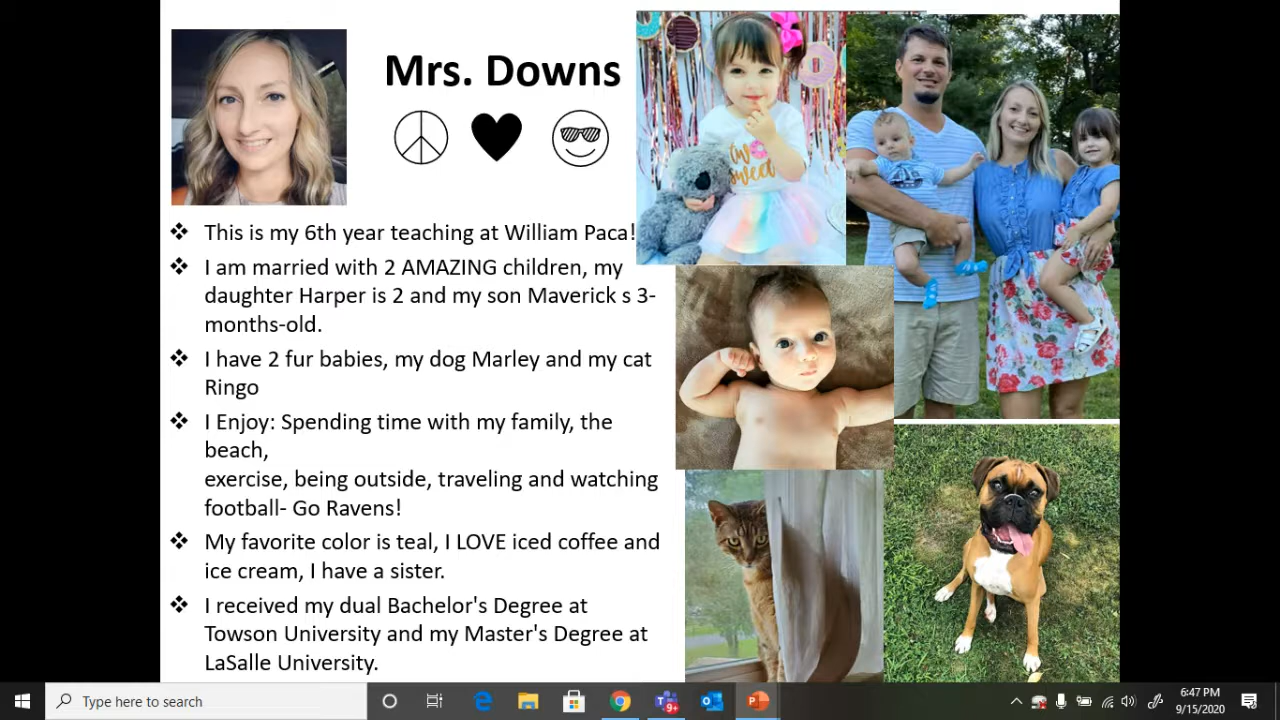 Mrs. Downs
❖ This is my 6th year teaching at William Paca!
❖ I am married with 2 AMAZING children, my
daughter Harper is 2 and my son Maverick s 3-
months-old.
❖ I have 2 fur babies, my dog Marley and my cat
Ringo
❖ I Enjoy: Spending time with my family, the
beach,
exercise, being outside, traveling and watching
football- Go Ravens!
❖ My favorite color is teal, I LOVE iced coffee and
ice cream, I have a sister.
❖ I received my dual Bachelor's Degree at
Towson University and my Master's Degree at
LaSalle University.
two
sweet
Type here to search
9+
6:47 PM
9/15/2020